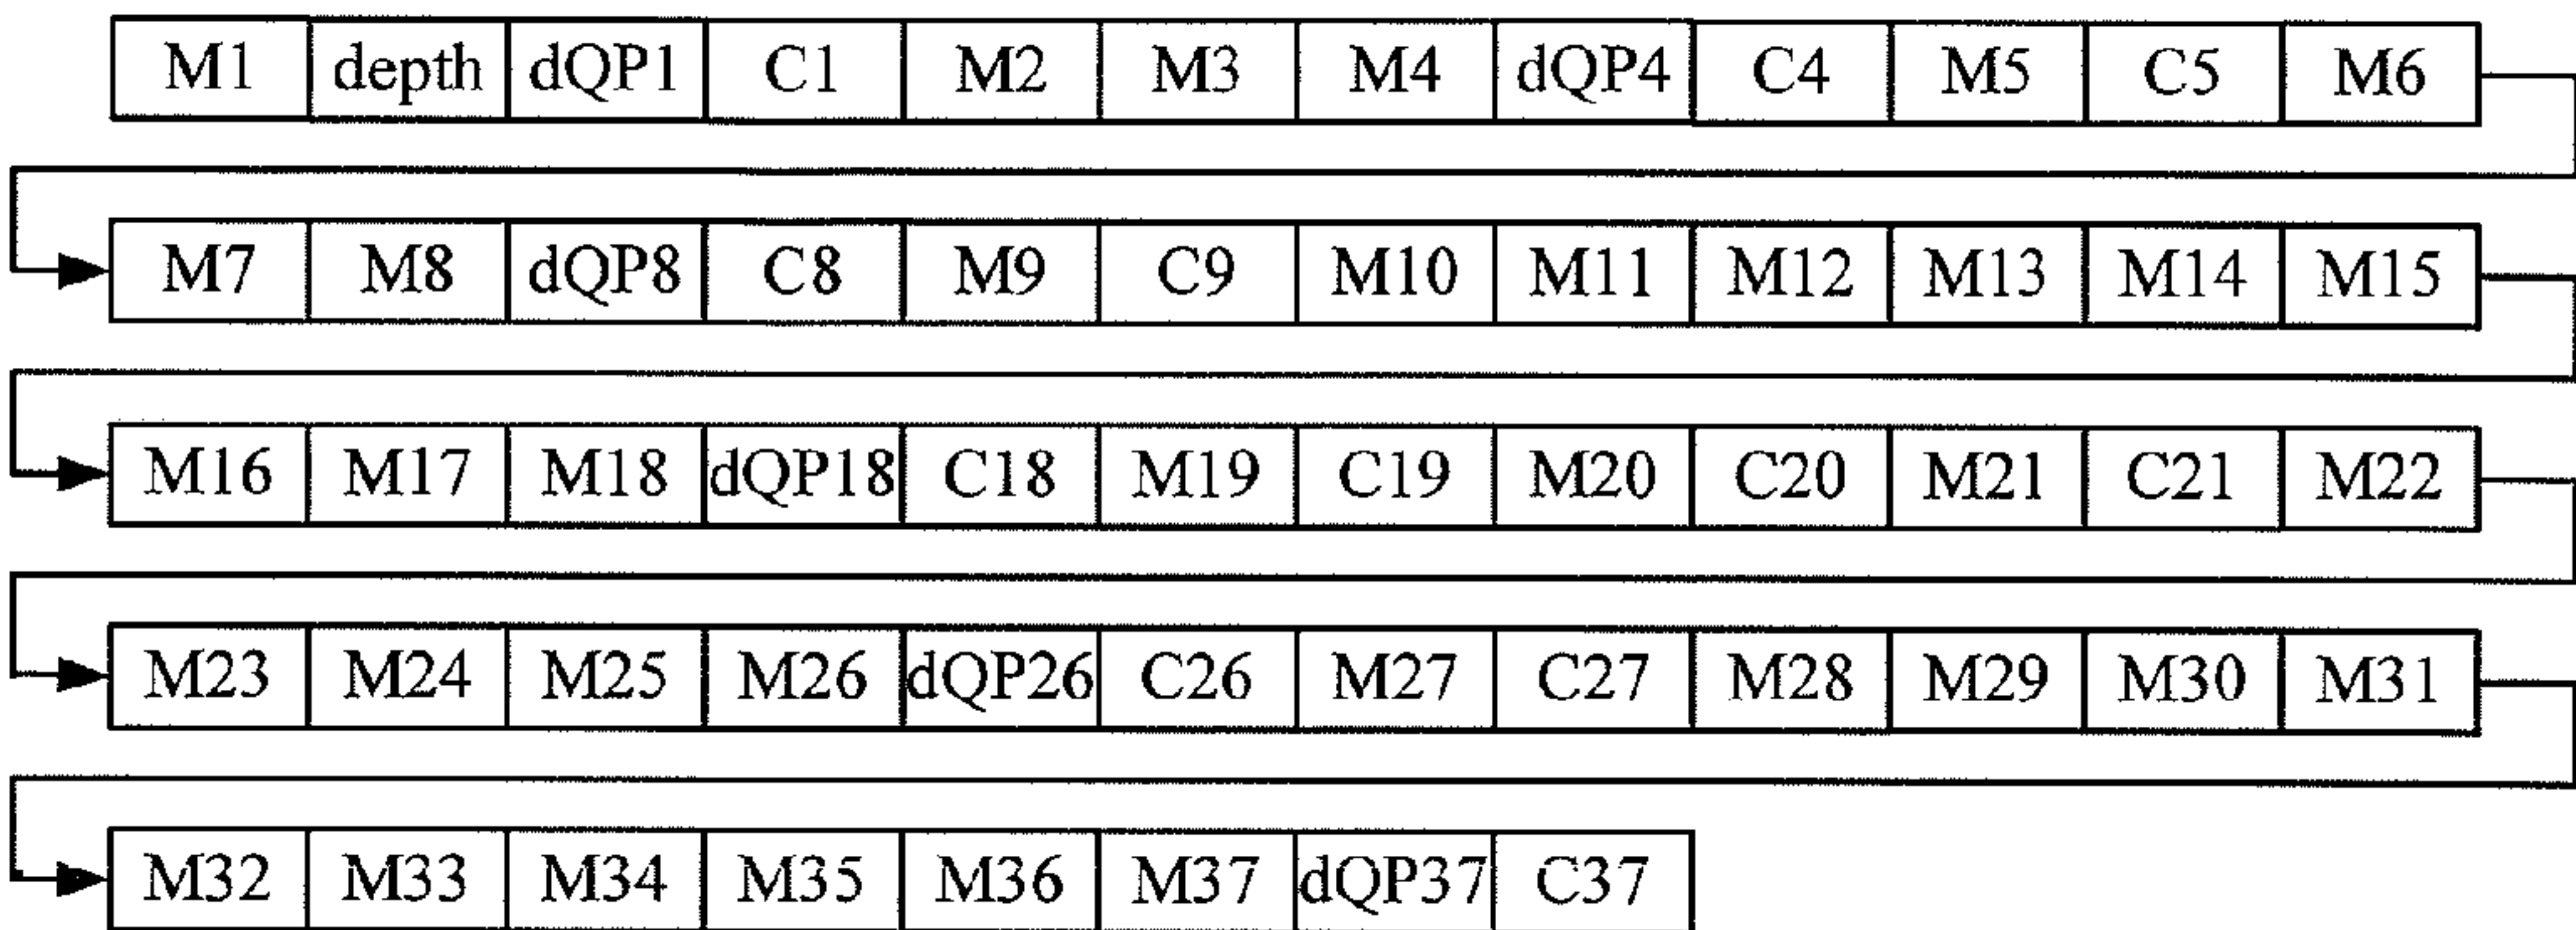 M1 depth dQP1 C1 M2 M3 M4 dQP4 C4 M5 C5 M6
M7 M8 dQP8 C8 M9 C9 M10 M11 M12 M13 M14 M15
M16 M17 M18 dQP18 C18 M19 C19 M20 C20 M21 C21 M22
M23 M24 M25 M26 dQP26 C26 M27 C27 M28 M29 M30 M31
M32 M33 M34 M35 M36 M37 dQP37 C37